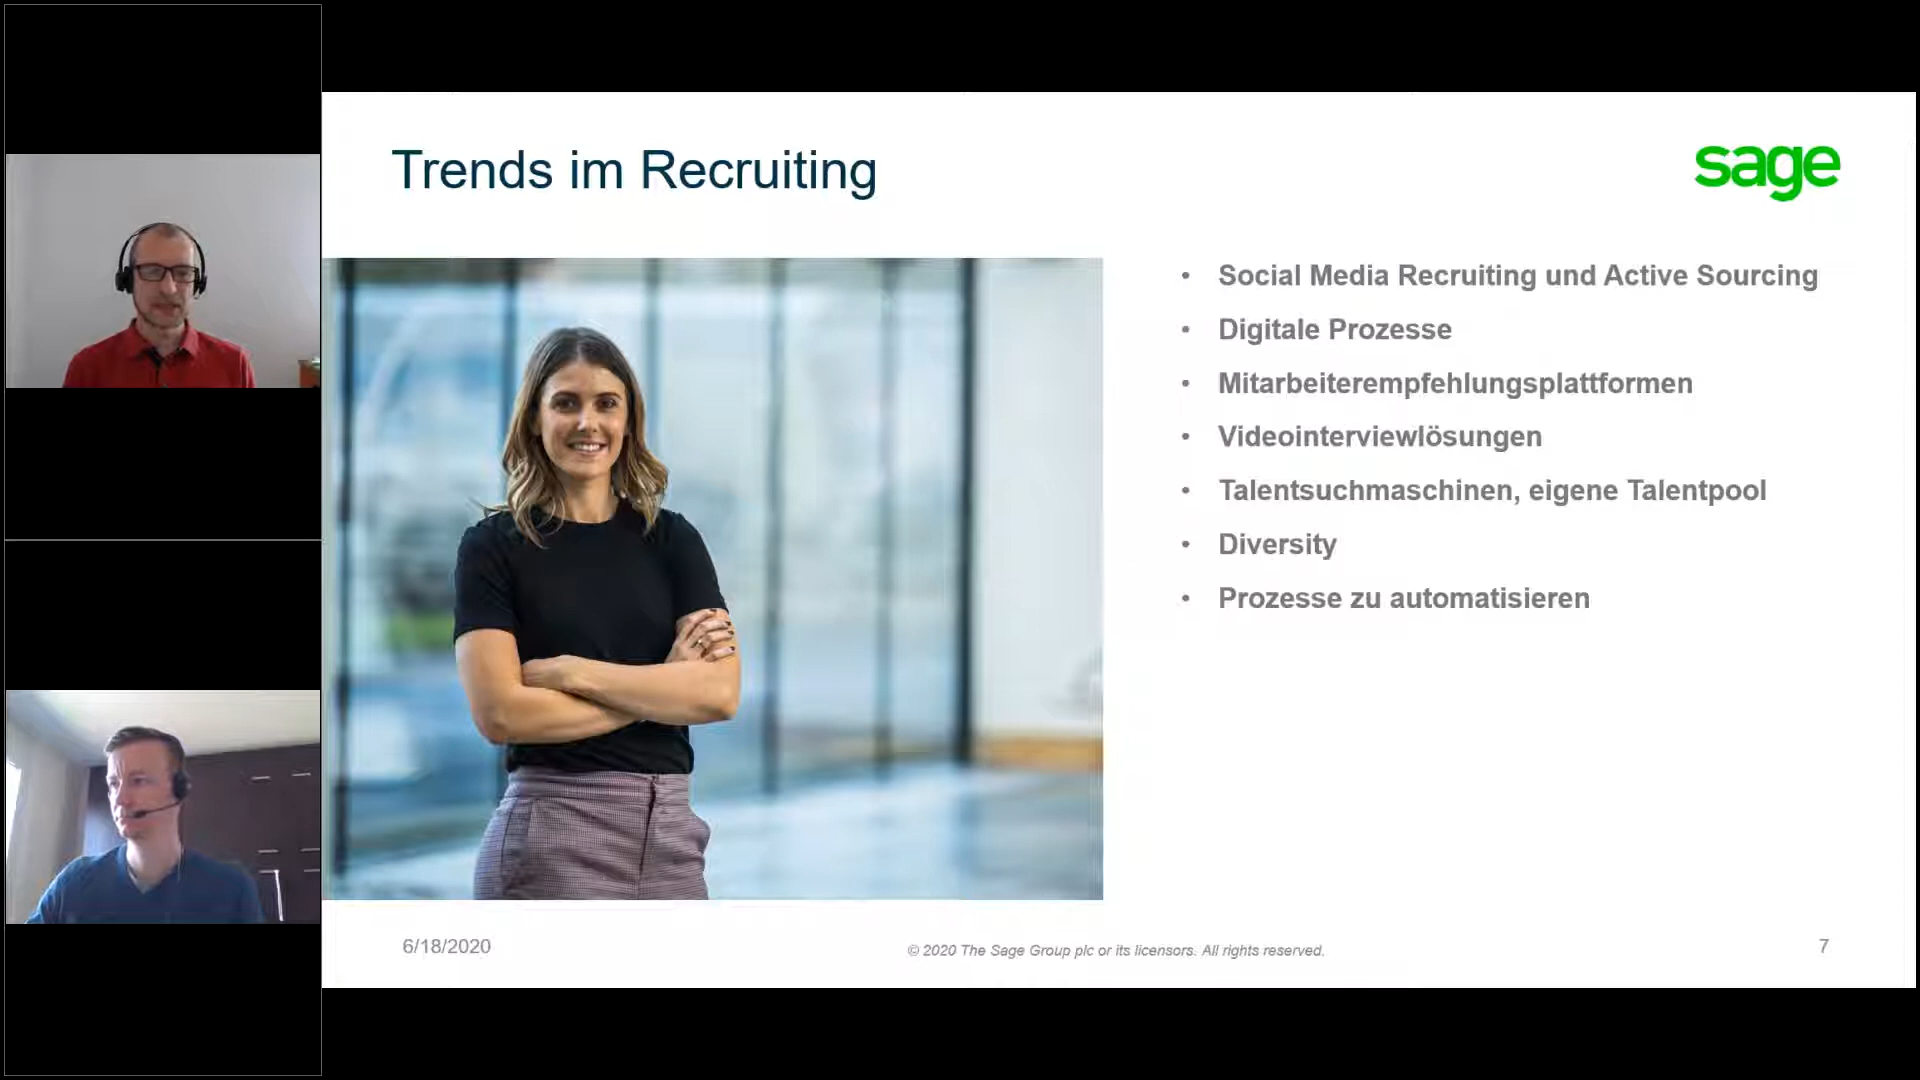 Trends im Recruiting
sage
• Social Media Recruiting und Active Sourcing
• Digitale Prozesse
• Mitarbeiterempfehlungsplattformen
• Videointerviewlösungen
• Talentsuchmaschinen, eigene Talentpool
• Diversity
• Prozesse zu automatisieren
6/18/2020
© 2020 The Sage Group plc or its licensors. All rights reserved.
7